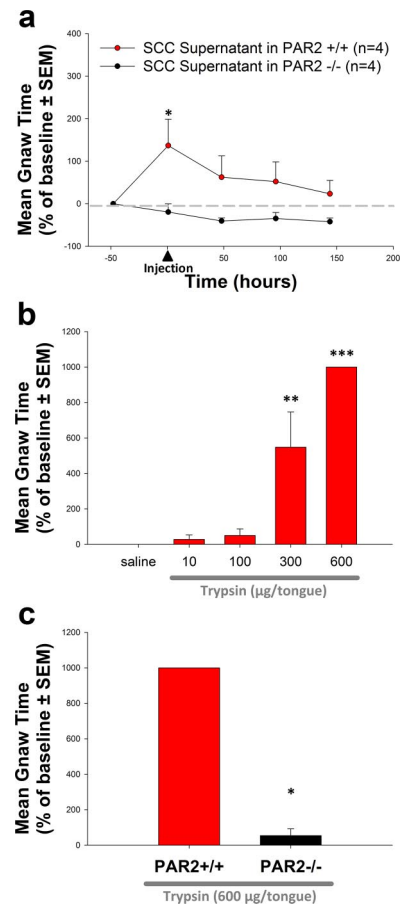 a
SCC Supernatant in PAR2 +/+ (n=4)
SCC Supernatant in PAR2 -/- (n=4)
Mean Gnaw Time
(% of baseline ± SEM)
400
300
200
100
0
-100
*
-50
0
50
100
150
200
Injection
Time (hours)
b
Mean Gnaw Time
(% of baseline ± SEM)
1200
1000
800
600
400
200
0
**
***
saline
10
100
300
600
Trypsin (µg/tongue)
c
Mean Gnaw Time
(% of baseline ± SEM)
1200
1000
800
600
400
200
0
*
PAR2+/+
PAR2-/-
Trypsin (600 µg/tongue)